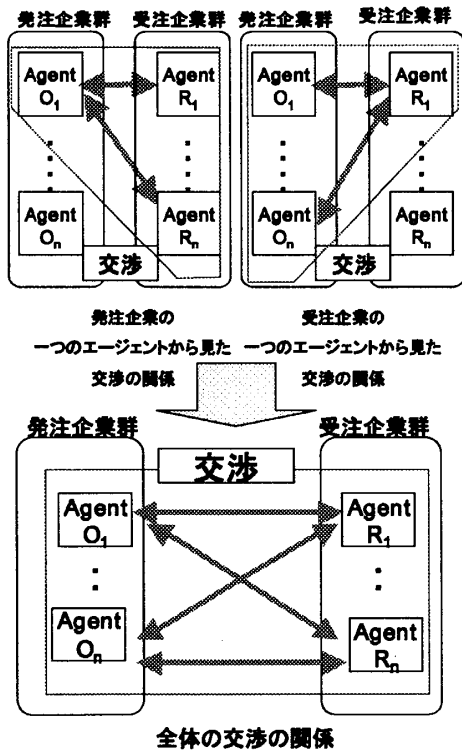 発注企業群
受注企業群
Agent
O1
Agent
R1
Agent
On
Agent
Rn
交渉
発注企業群
受注企業群
Agent
O1
Agent
R1
Agent
On
Agent
Rn
交渉
発注企業の
一つのエージェントから見た
交渉の関係
受注企業の
一つのエージェントから見た
交渉の関係
発注企業群
受注企業群
交渉
Agent
O1
Agent
R1
Agent
On
Agent
Rn
全体の交渉の関係